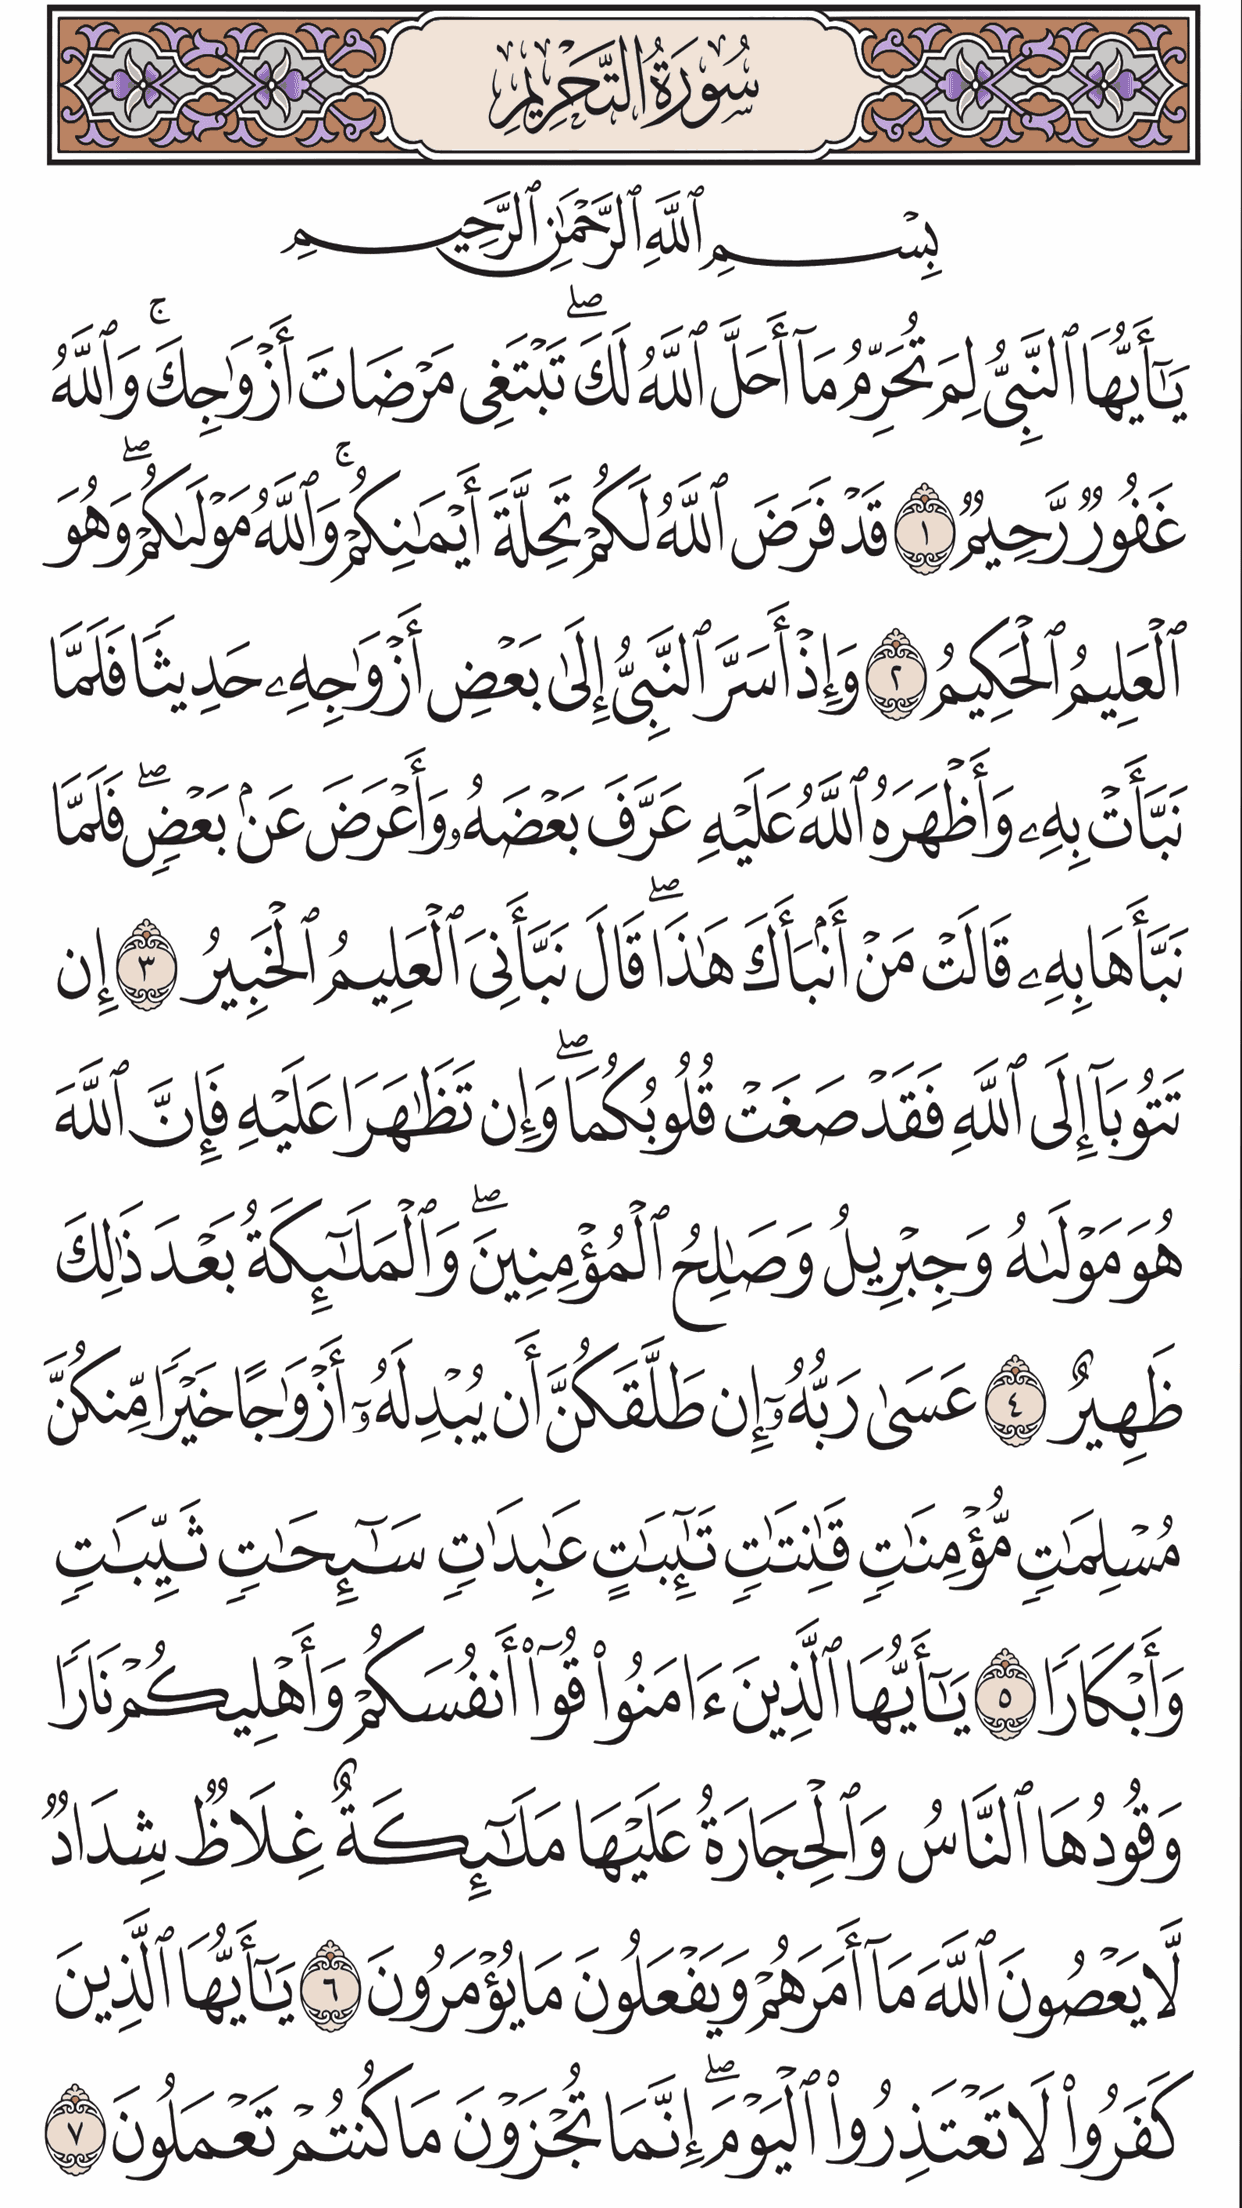 سُورَةُ التَّحْرِيمِ
بِسْمِ ٱللَّهِ ٱلرَّحْمَٰنِ ٱلرَّحِيمِ
يَٰٓأَيُّهَا ٱلنَّبِىُّ لِمَ تُحَرِّمُ مَآ أَحَلَّ ٱللَّهُ لَكَۖ تَبْتَغِى مَرْضَاتَ أَزْوَٰجِكَۚ وَٱللَّهُ
غَفُورٌ رَّحِيمٌ ١ قَدْ فَرَضَ ٱللَّهُ لَكُمْ تَحِلَّةَ أَيْمَٰنِكُمْۚ وَٱللَّهُ مَوْلَىٰكُمْۖ وَهُوَ
ٱلْعَلِيمُ ٱلْحَكِيمُ ٢ وَإِذْ أَسَرَّ ٱلنَّبِىُّ إِلَىٰ بَعْضِ أَزْوَٰجِهِۦ حَدِيثًا فَلَمَّا
نَبَّأَتْ بِهِۦ وَأَظْهَرَهُ ٱللَّهُ عَلَيْهِ عَرَّفَ بَعْضَهُۥ وَأَعْرَضَ عَنۢ بَعْضٍۖ فَلَمَّا
نَبَّأَهَا بِهِۦ قَالَتْ مَنْ أَنۢبَأَكَ هَٰذَاۖ قَالَ نَبَّأَنِىَ ٱلْعَلِيمُ ٱلْخَبِيرُ ٣ إِن
تَتُوبَآ إِلَى ٱللَّهِ فَقَدْ صَغَتْ قُلُوبُكُمَاۖ وَإِن تَظَٰهَرَا عَلَيْهِ فَإِنَّ ٱللَّهَ
هُوَ مَوْلَىٰهُ وَجِبْرِيلُ وَصَٰلِحُ ٱلْمُؤْمِنِينَۖ وَٱلْمَلَٰٓئِكَةُ بَعْدَ ذَٰلِكَ
ظَهِيرٌ ٤ عَسَىٰ رَبُّهُۥٓ إِن طَلَّقَكُنَّ أَن يُبْدِلَهُۥٓ أَزْوَٰجًا خَيْرًا مِّنكُنَّ
مُسْلِمَٰتٍ مُّؤْمِنَٰتٍ قَٰنِتَٰتٍ تَٰٓئِبَٰتٍ عَٰبِدَٰتٍ سَٰٓئِحَٰتٍ ثَيِّبَٰتٍ
وَأَبْكَارًا ٥ يَٰٓأَيُّهَا ٱلَّذِينَ ءَامَنُوا۟ قُوٓا۟ أَنفُسَكُمْ وَأَهْلِيكُمْ نَارًا
وَقُودُهَا ٱلنَّاسُ وَٱلْحِجَارَةُ عَلَيْهَا مَلَٰٓئِكَةٌ غِلَاظٌ شِدَادٌ
لَّا يَعْصُونَ ٱللَّهَ مَآ أَمَرَهُمْ وَيَفْعَلُونَ مَا يُؤْمَرُونَ ٦ يَٰٓأَيُّهَا ٱلَّذِينَ
كَفَرُوا۟ لَا تَعْتَذِرُوا۟ ٱلْيَوْمَۖ إِنَّمَا تُجْزَوْنَ مَا كُنتُمْ تَعْمَلُونَ ٧